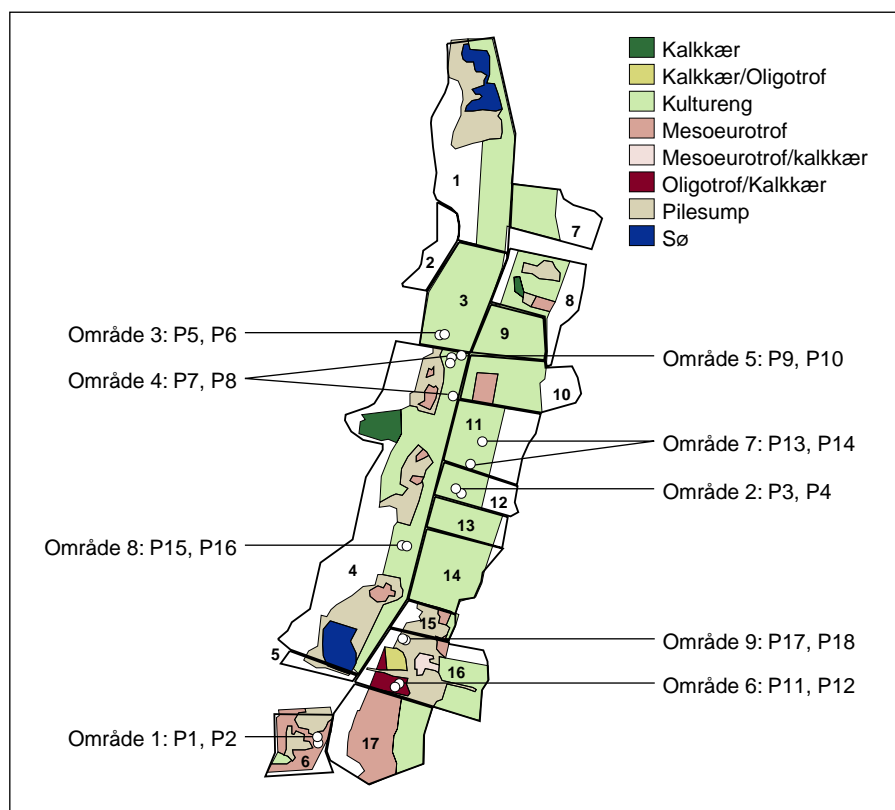 Kalkkær
Kalkkær/Oligotrof
Kultureng
Mesoeurotrof
Mesoeurotrof/kalkkær
Oligotrof/Kalkkær
Pilesump
Sø
1
7
2
8
3
9
Område 3: P5, P6
Område 5: P9, P10
Område 4: P7, P8
10
11
Område 7: P13, P14
Område 2: P3, P4
12
13
Område 8: P15, P16
4
14
15
Område 9: P17, P18
5
16
Område 6: P11, P12
Område 1: P1, P2
17
6